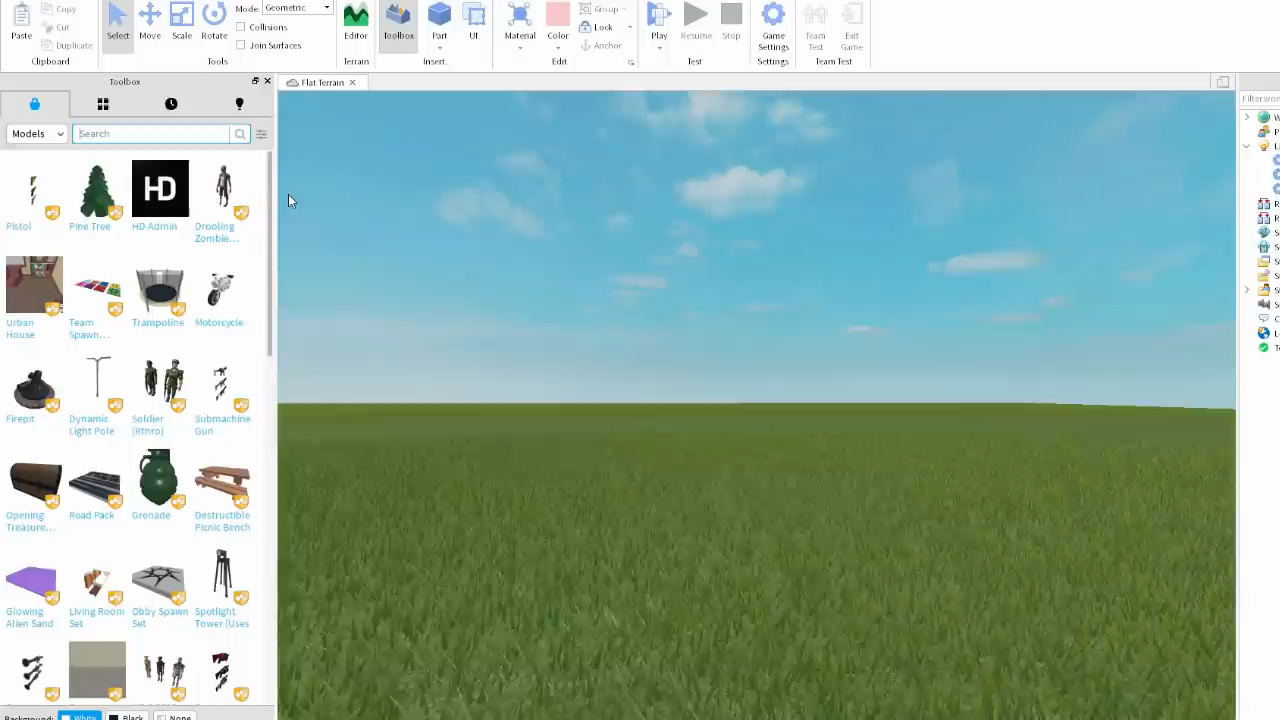 Paste
Copy
Cut
Duplicate
Clipboard
Select
Move
Scale
Rotate
Mode: Geometric
Collisions
Join Surfaces
Tools
Editor
Terrain
Toolbox
Part
UI
Insert
Material
Color
Group
Lock
Anchor
Edit
Play
Resume
Stop
Test
Game
Settings
Settings
Team
Test
Exit
Game
Team Test
Toolbox
Flat Terrain
Models
Search
Pistol
Pine Tree
HD
HD Admin
Drooling
Zombie...
Urban
House
Team
Spawn...
Trampoline
Motorcycle
Firepit
Dynamic
Light Pole
Soldier
(Rthro)
Submachine
Gun
Opening
Treasure...
Road Pack
Grenade
Destructible
Picnic Bench
Glowing
Alien Sand
Living Room
Set
Obby Spawn
Set
Spotlight
Tower (Uses
Background:
White
Black
None